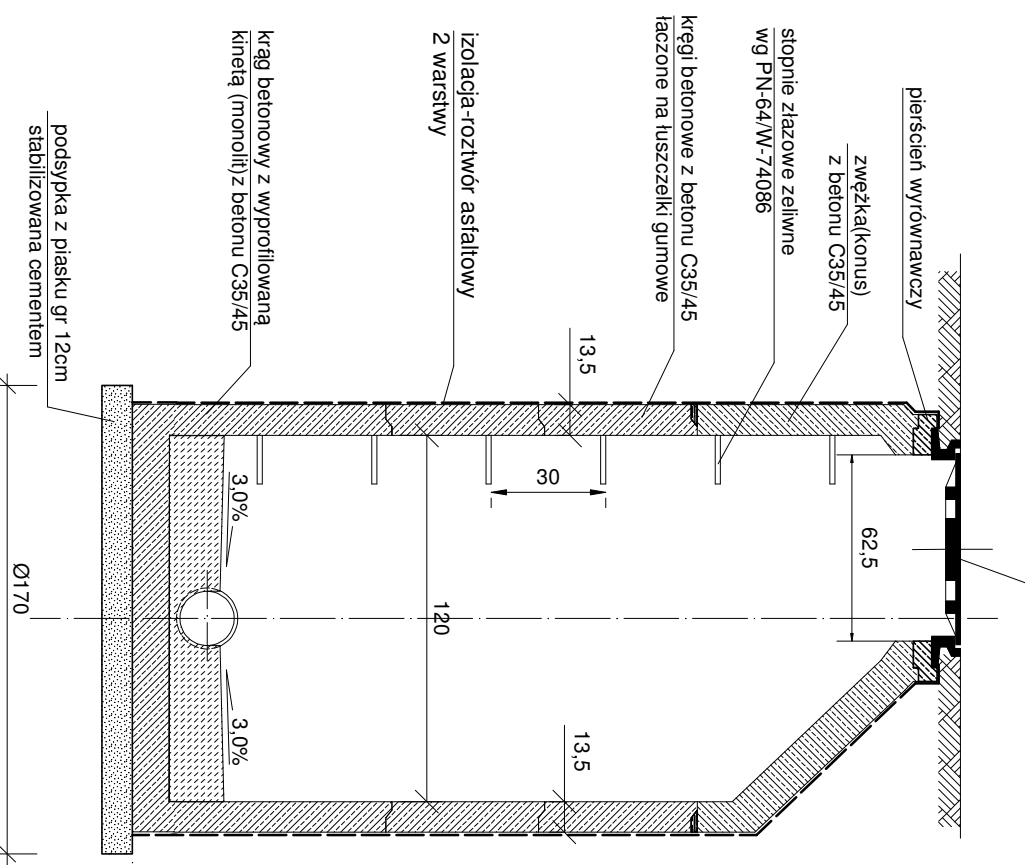 pierścień wyrównawczy
zwężka(konus)
z betonu C35/45
stopnie złazowe zeliwne
wg PN-64/W-74086
kręgi betonowe z betonu C35/45
łaczone na łuszczelki gumowe
izolacja-roztwór asfaltowy
2 warstwy
krąg betonowy z wyprofilowaną
kinetą (monolit)z betonu C35/45
podsypka z piasku gr 12cm
stabilizowana cementem
62,5
13,5
30
120
13,5
3,0%
3,0%
Ø170